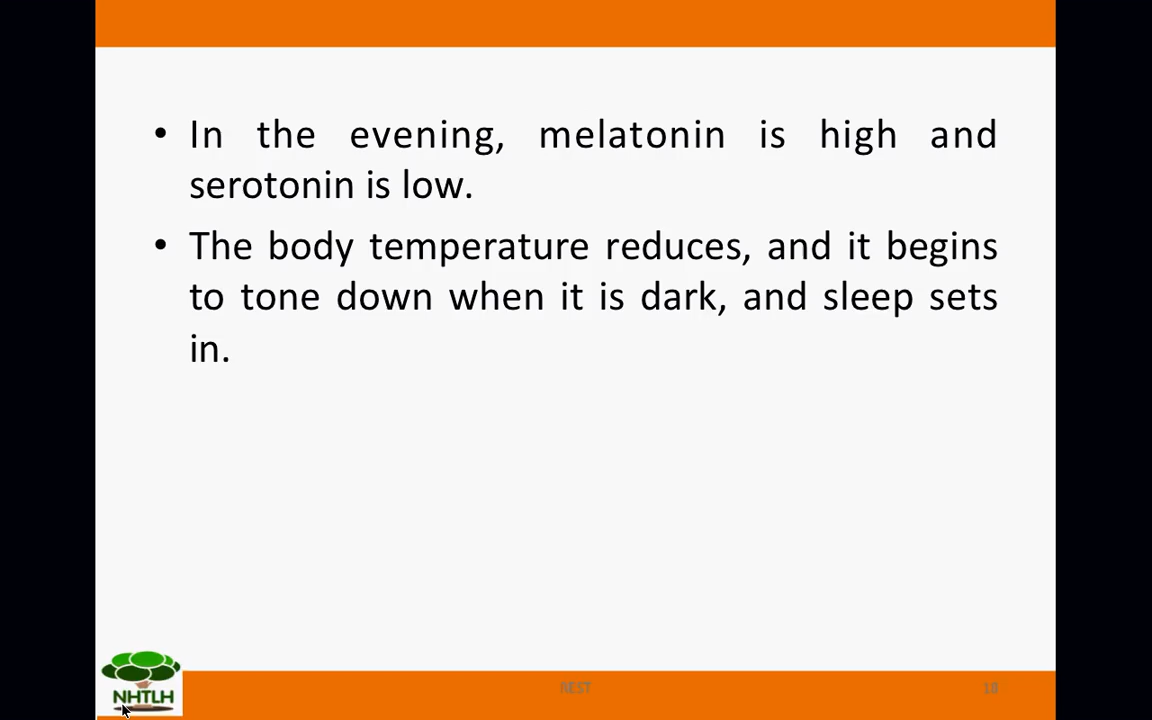 • In the evening, melatonin is high and
serotonin is low.
• The body temperature reduces, and it begins
to tone down when it is dark, and sleep sets
in.
NHTLH
REST
10